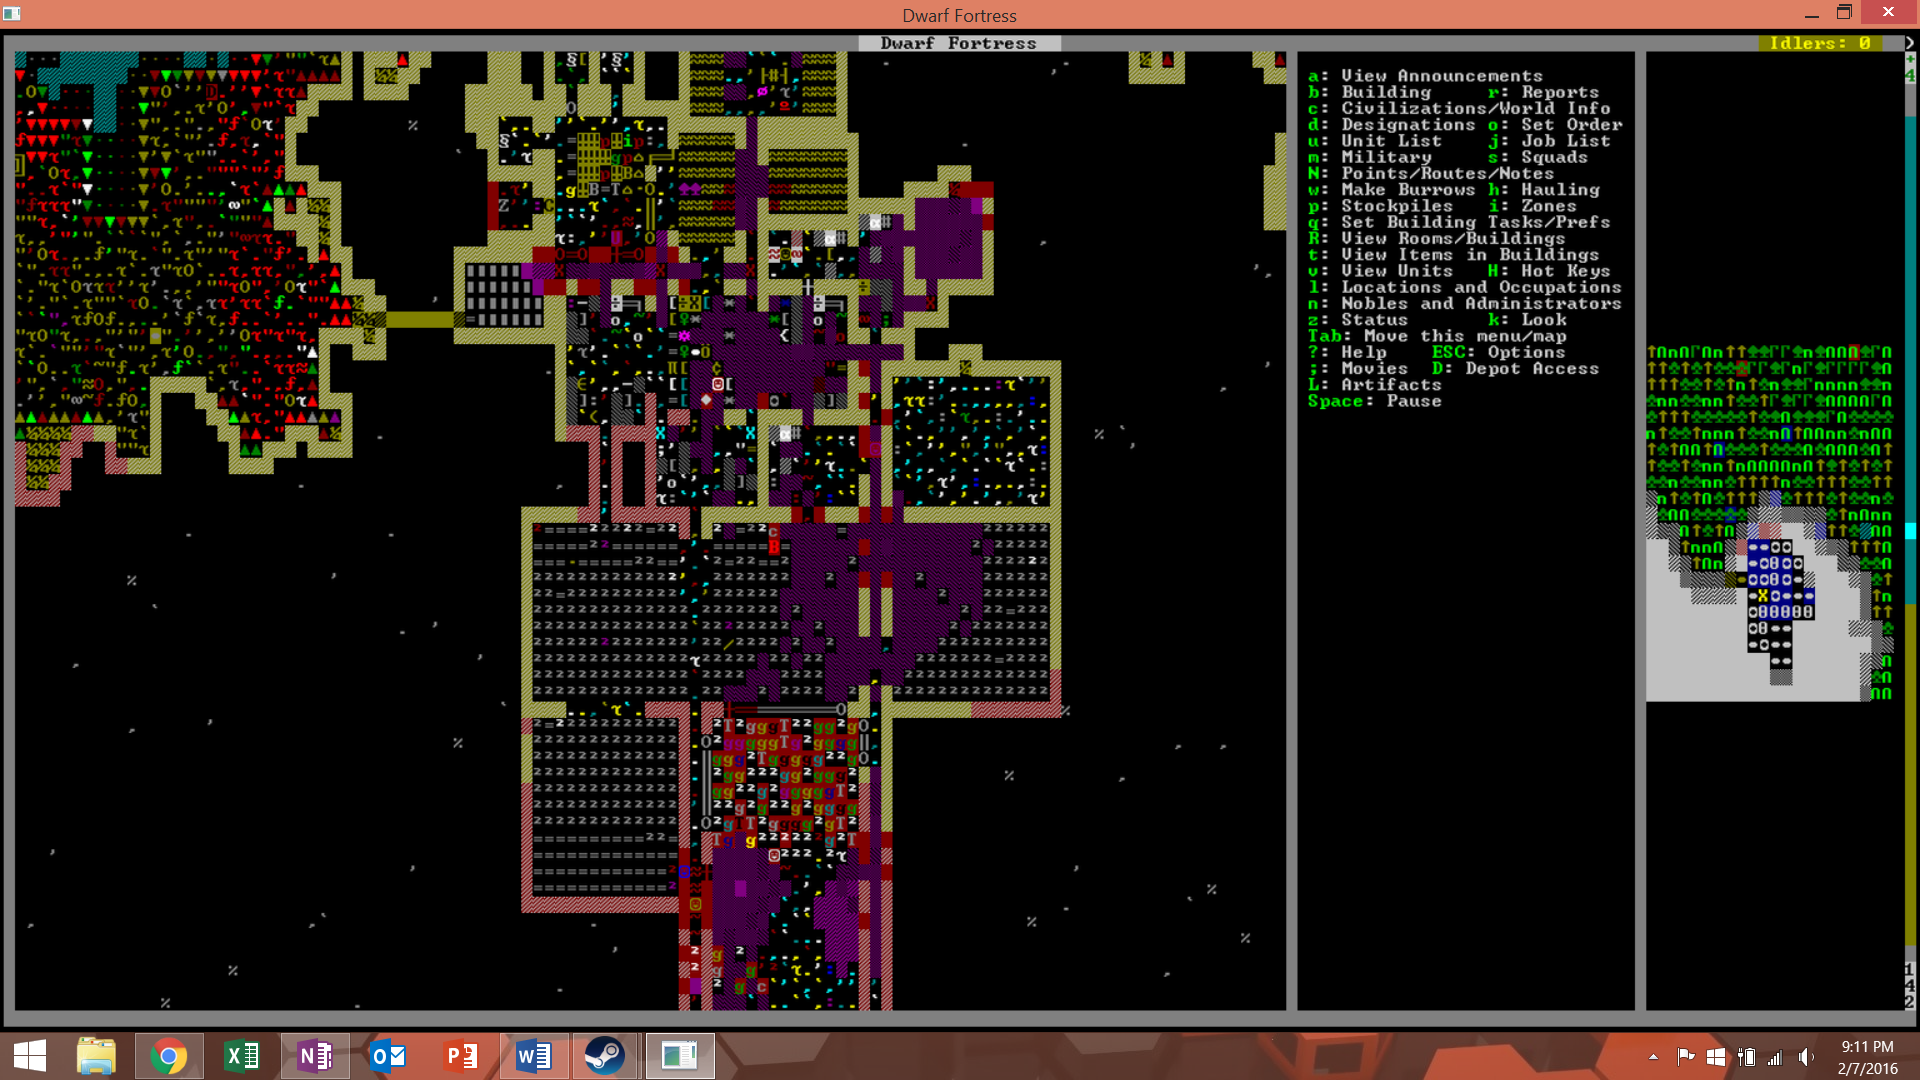 Dwarf Fortress
Dwarf Fortress
Idlers: 0
a: View Announcements
b: Building r: Reports
c: Civilizations/World Info
d: Designations o: Set Order
u: Unit List j: Job List
m: Military s: Squads
N: Points/Routes/Notes
w: Make Burrows h: Hauling
p: Stockpiles i: Zones
q: Set Building Tasks/Prefs
R: View Rooms/Buildings
t: View Items in Buildings
v: View Units H: Hot Keys
l: Locations and Occupations
n: Nobles and Administrators
z: Status k: Look
Tab: Move this menu/map
?: Help ESC: Options
;: Movies D: Depot Access
L: Artifacts
Space: Pause
+4
142
9:11 PM
2/7/2016